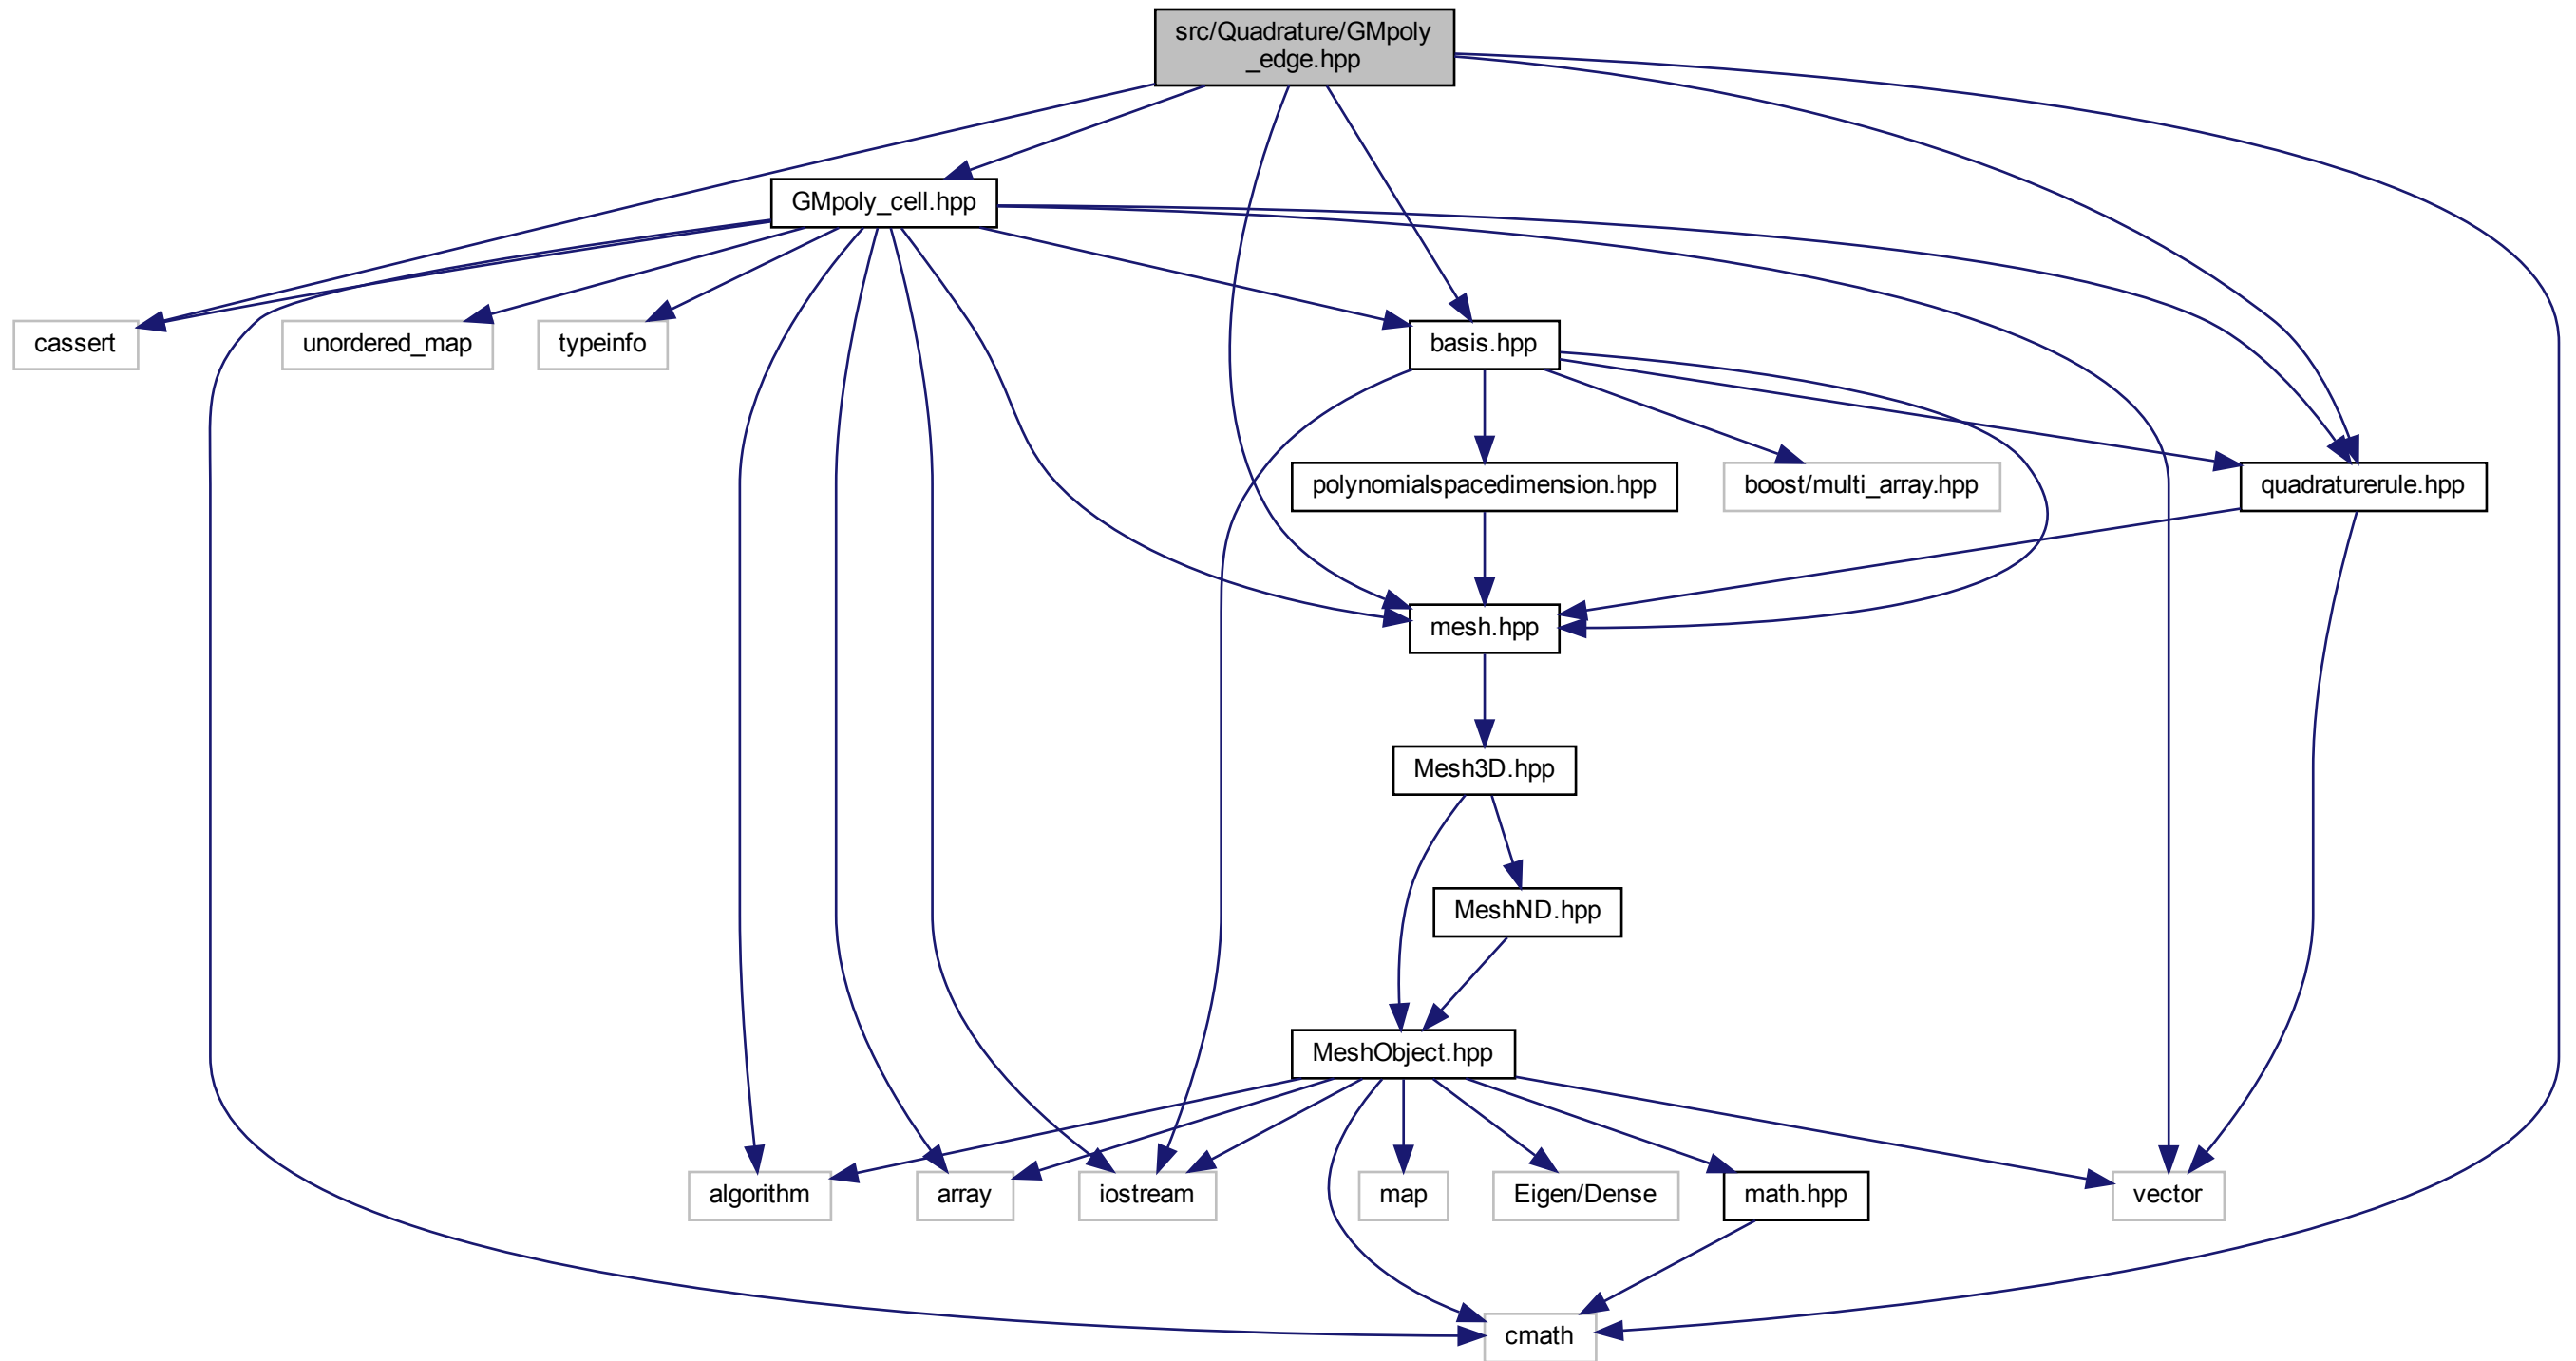 src/Quadrature/GMpoly
_edge.hpp
GMpoly_cell.hpp
cassert
unordered_map
typeinfo
basis.hpp
polynomialspacedimension.hpp
boost/multi_array.hpp
quadraturerule.hpp
mesh.hpp
Mesh3D.hpp
MeshND.hpp
MeshObject.hpp
algorithm
array
iostream
map
Eigen/Dense
math.hpp
vector
cmath